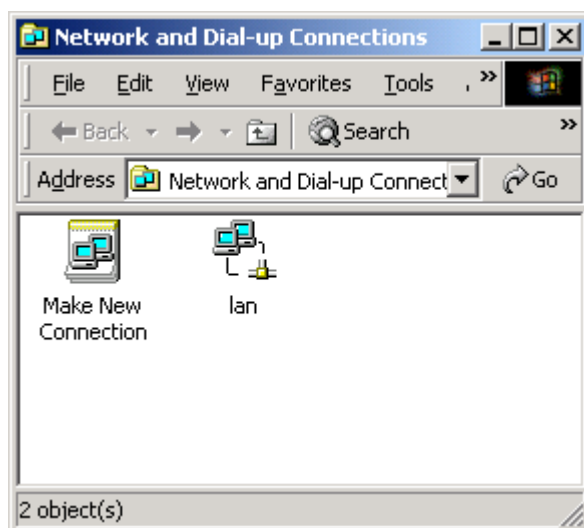 Network and Dial-up Connections
File Edit View Favorites Tools »
Back Search »
Address Network and Dial-up Connect Go
Make New Connection
lan
2 object(s)